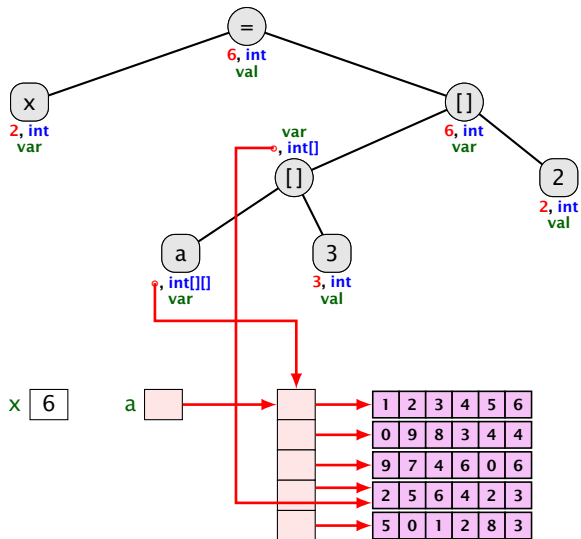 =
6, int
val
x
2, int
var
[]
6, int
var
var
, int[]
[]
2
2, int
val
a
, int[][]
var
3
3, int
val
x 6
a
1 2 3 4 5 6
0 9 8 3 4 4
9 7 4 6 0 6
2 5 6 4 2 3
5 0 1 2 8 3